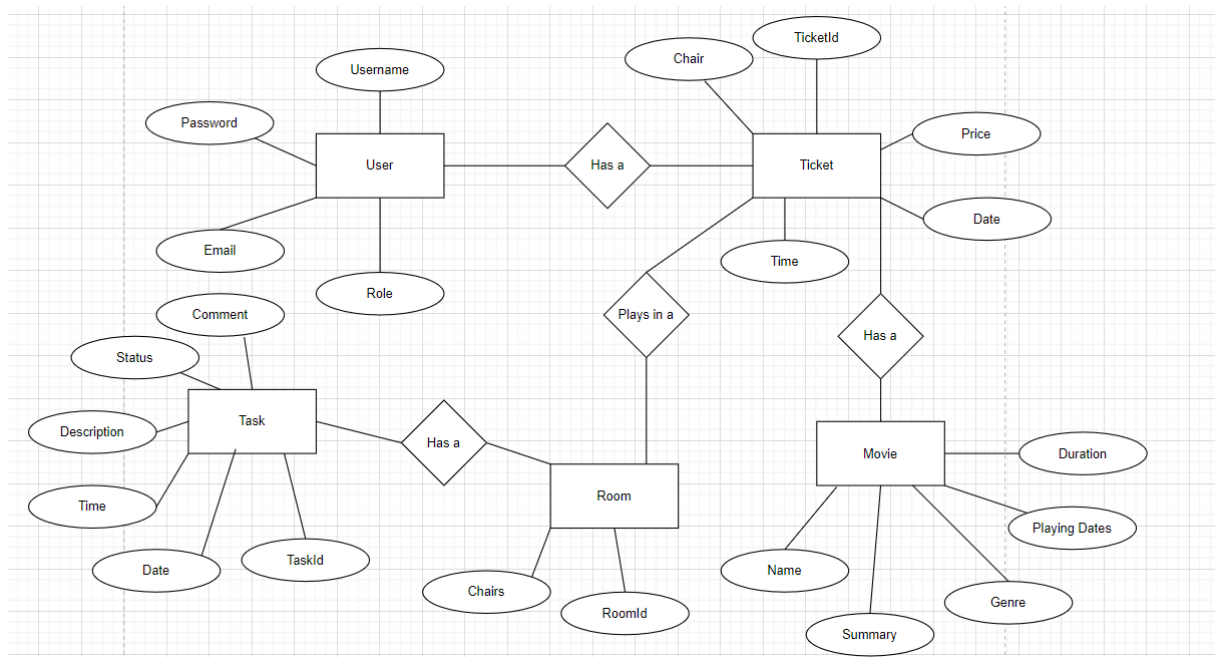 TicketId
Chair
Username
Password
Price
User
Has a
Ticket
Date
Email
Time
Role
Comment
Plays in a
Has a
Status
Task
Description
Has a
Movie
Duration
Room
Time
Playing Dates
TaskId
Date
Name
Chairs
Genre
RoomId
Summary